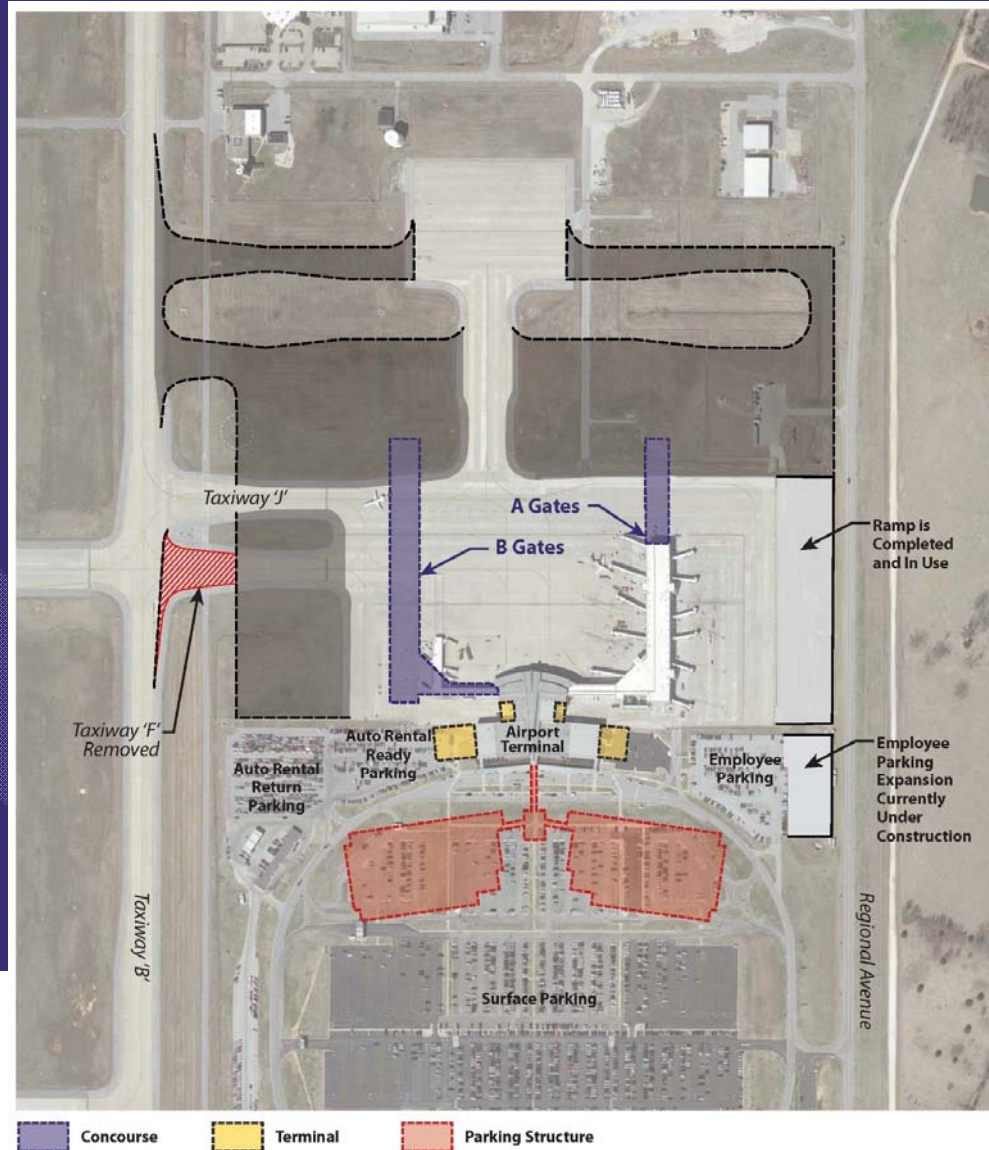 Taxiway 'J'
A Gates
B Gates
Ramp is
Completed
and In Use
Taxiway 'F'
Removed
Auto Rental
Ready
Parking
Airport
Terminal
Auto Rental
Return
Parking
Employee
Parking
Employee
Parking
Expansion
Currently
Under
Construction
Taxiway 'B'
Regional Avenue
Surface Parking
Concourse
Terminal
Parking Structure